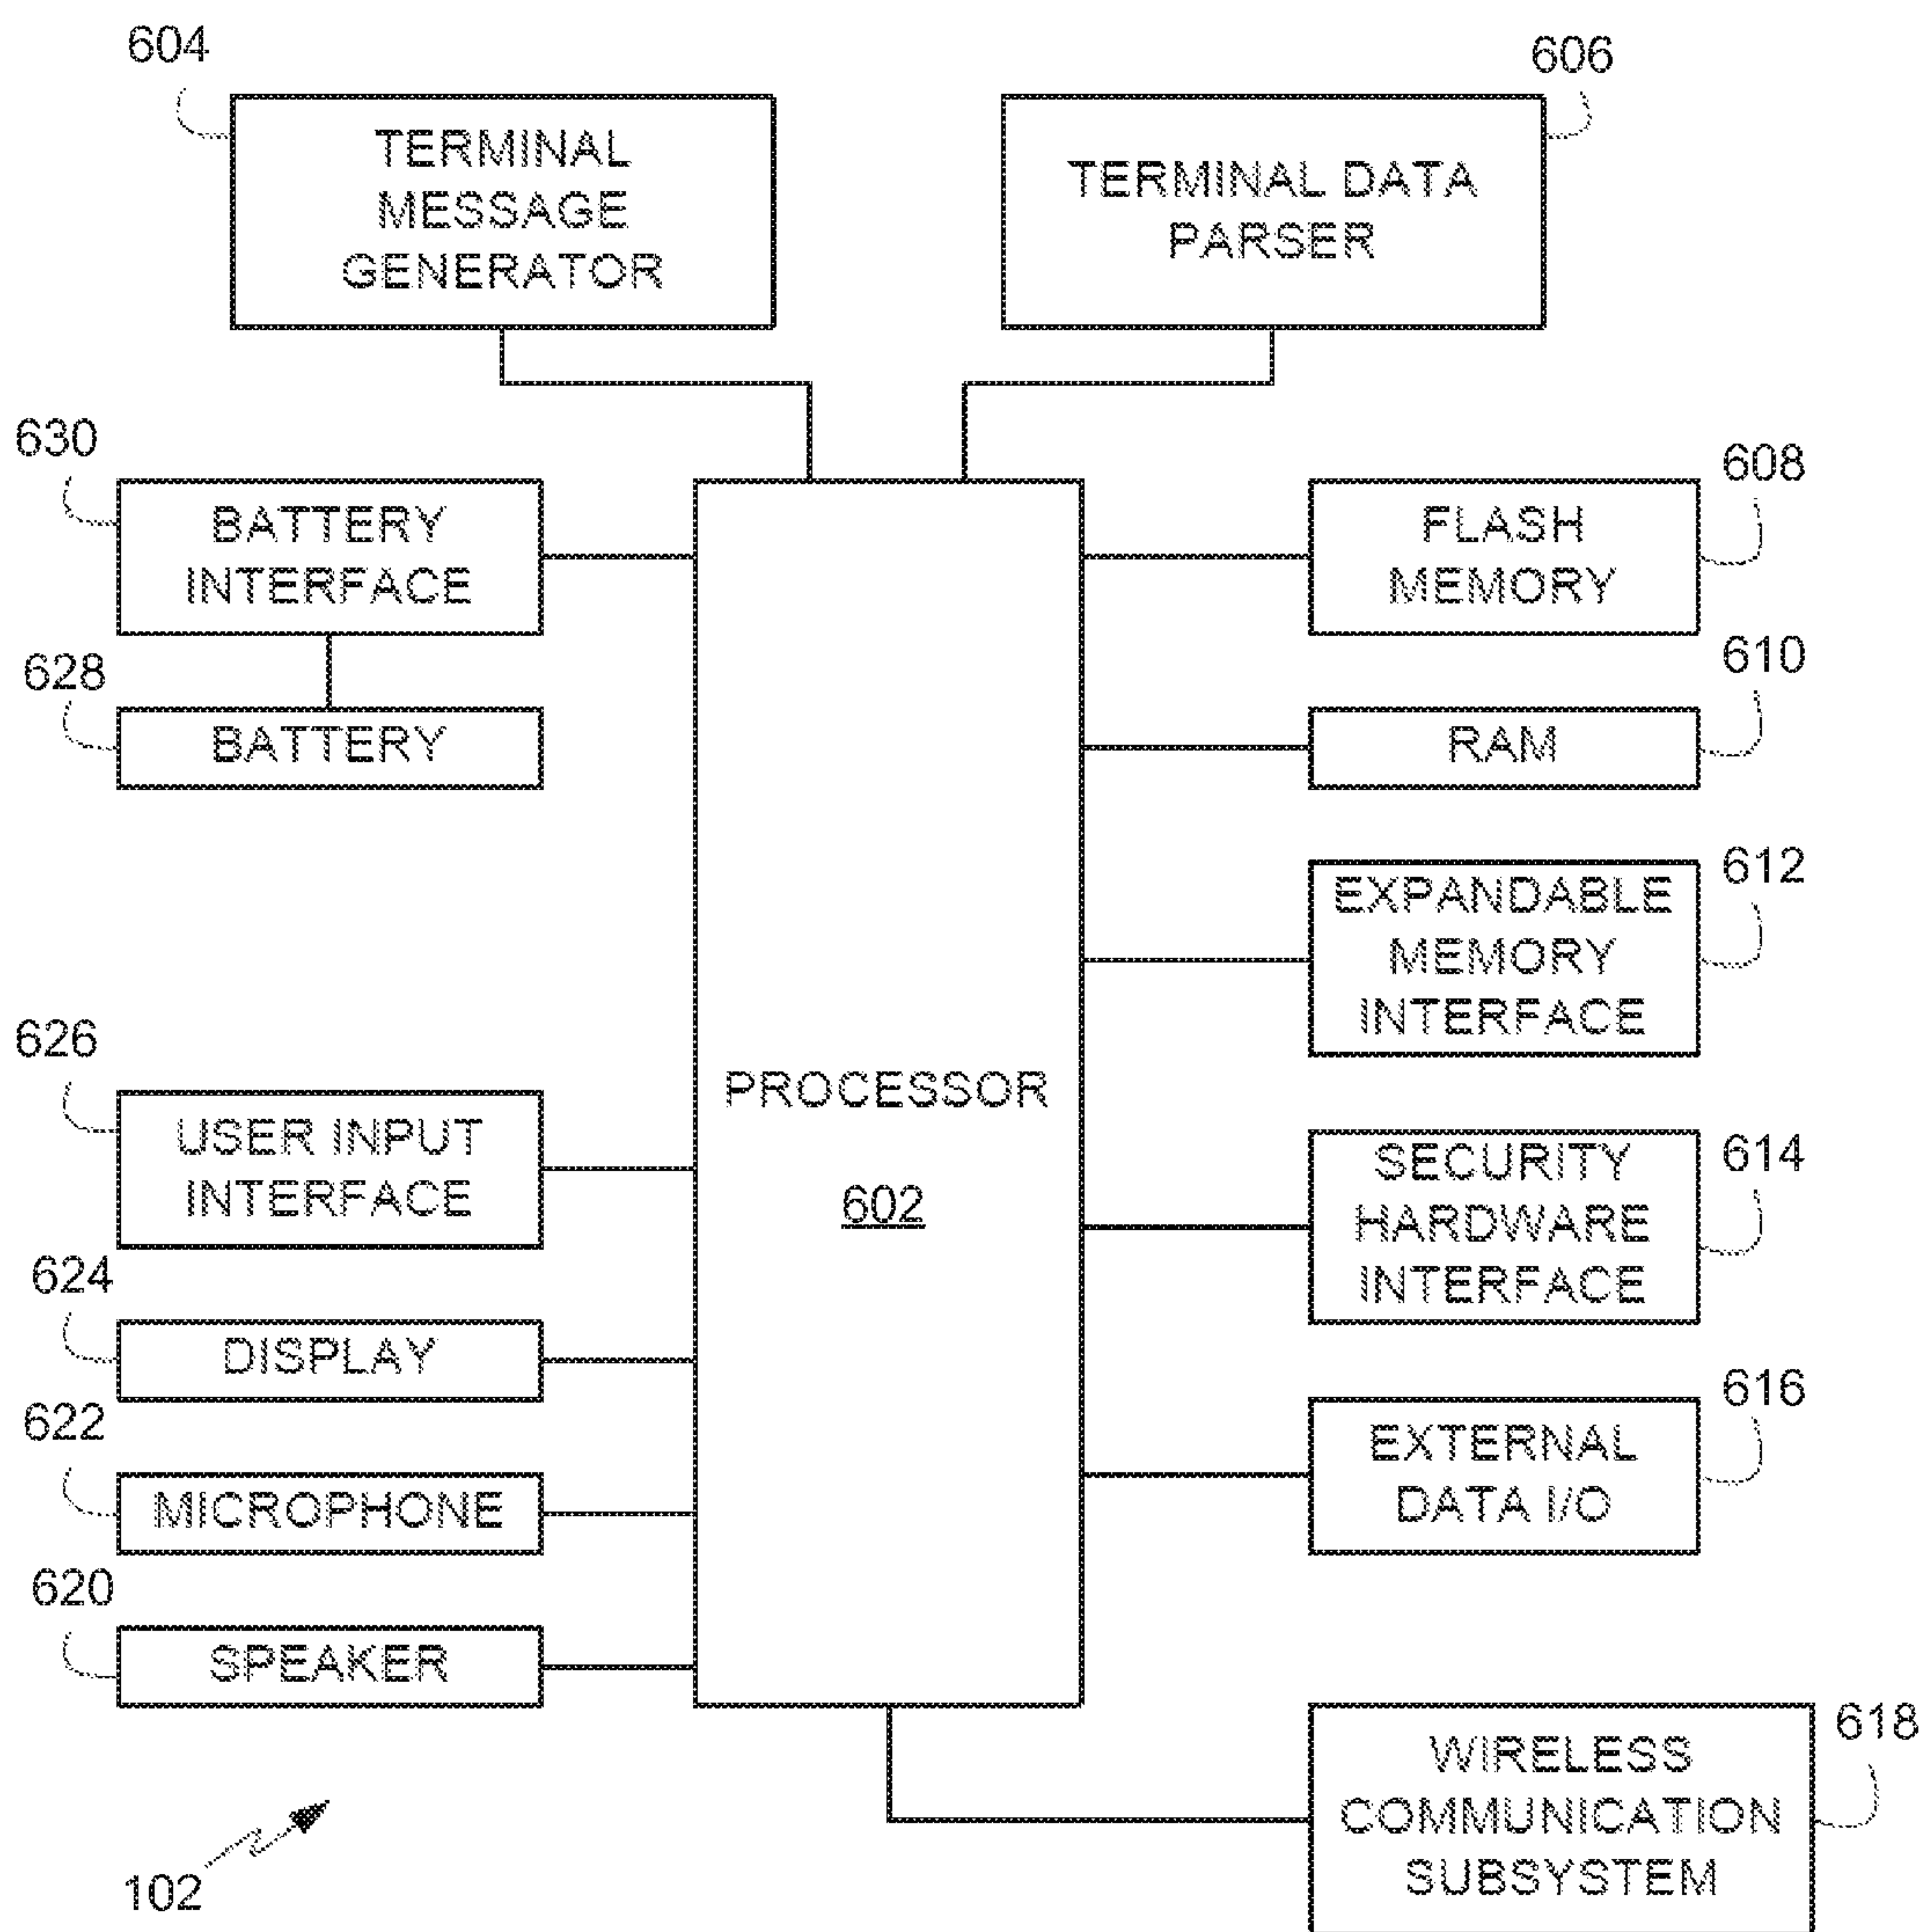 604
TERMINAL
MESSAGE
GENERATOR
606
TERMINAL DATA
PARSER
630
BATTERY
INTERFACE
628
BATTERY
626
USER INPUT
INTERFACE
624
DISPLAY
622
MICROPHONE
620
SPEAKER
PROCESSOR
602
608
FLASH
MEMORY
610
RAM
612
EXPANDABLE
MEMORY
INTERFACE
614
SECURITY
HARDWARE
INTERFACE
616
EXTERNAL
DATA I/O
618
WIRELESS
COMMUNICATION
SUBSYSTEM
102